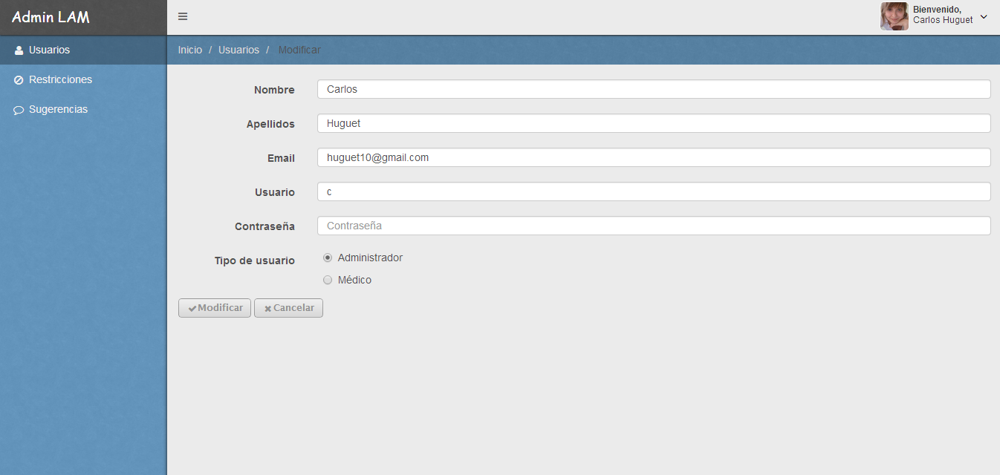 Admin LAM
Bienvenido,
Carlos Huguet
Usuarios
Restricciones
Sugerencias
Inicio / Usuarios / Modificar
Nombre Carlos
Apellidos Huguet
Email huguet10@gmail.com
Usuario c
Contraseña Contraseña
Tipo de usuario Administrador
Médico
Modificar Cancelar